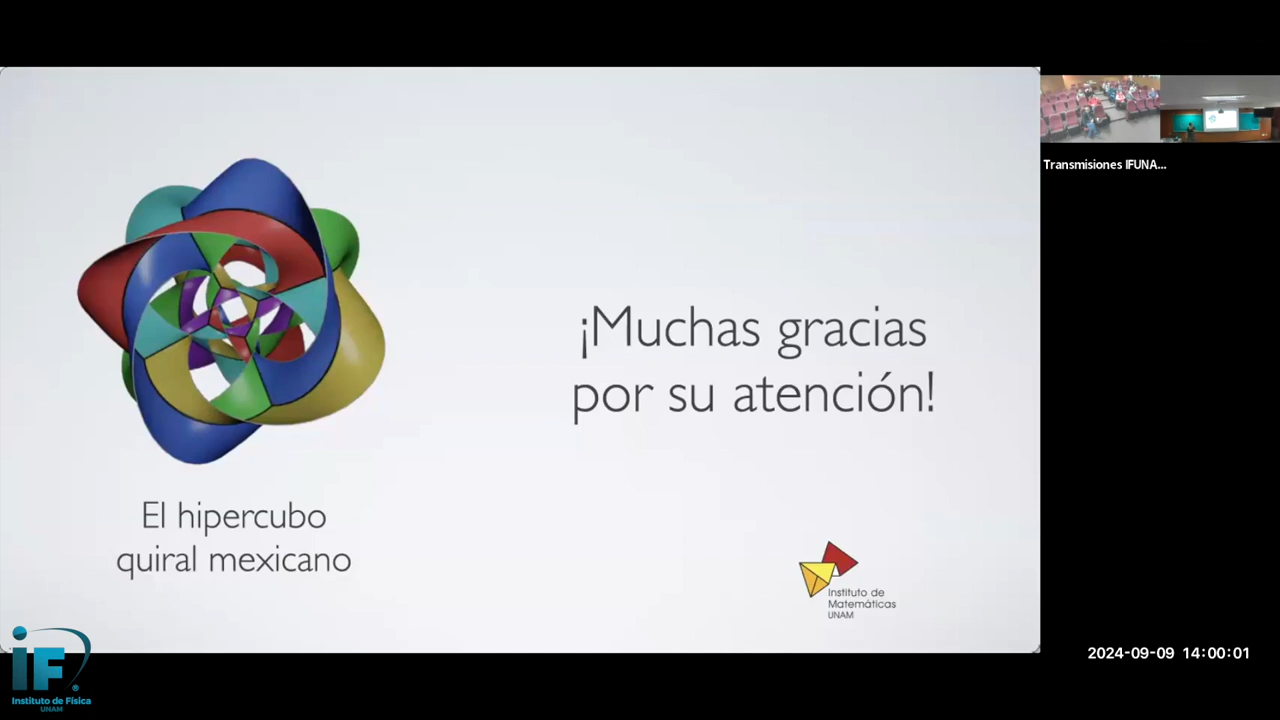 Transmisiones IFUNA...
¡Muchas gracias
por su atención!
El hipercubo
quiral mexicano
Instituto de
Matemáticas
UNAM
iF®
Instituto de Física
UNAM
2024-09-09 14:00:01